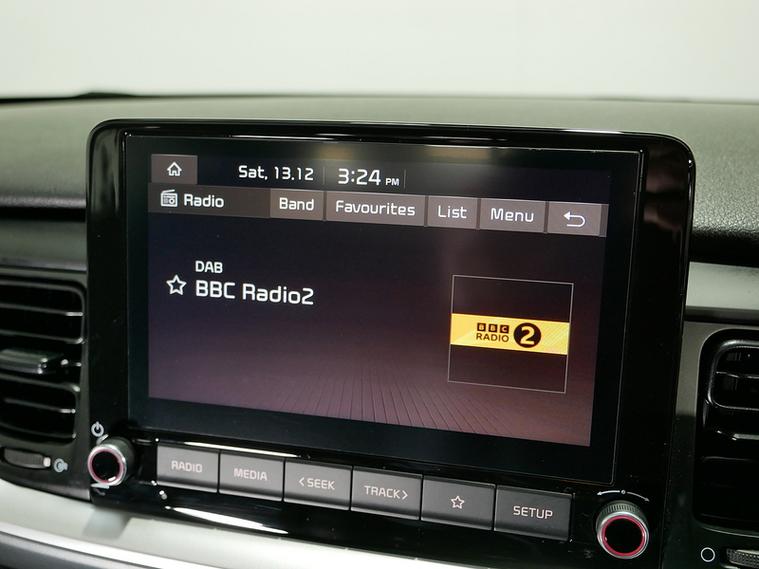 Sat, 13.12 3:24 PM
Radio Band Favourites List Menu
DAB
BBC Radio2
BBC
RADIO 2
RADIO MEDIA <SEEK TRACK> SETUP